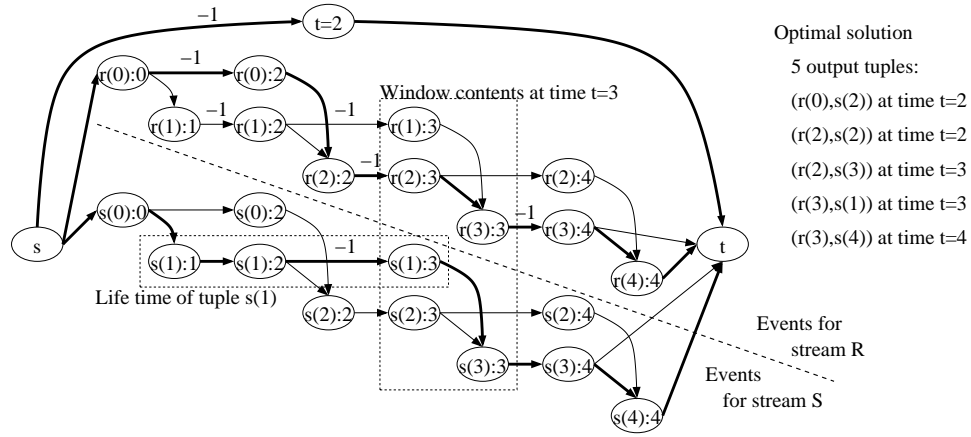 −1
t=2
Optimal solution
5 output tuples:
(r(0),s(2)) at time t=2
(r(2),s(2)) at time t=2
(r(2),s(3)) at time t=3
(r(3),s(1)) at time t=3
(r(3),s(4)) at time t=4
r(0):0
−1
r(0):2
Window contents at time t=3
r(1):1
−1
r(1):2
−1
r(1):3
r(2):2
−1
r(2):3
r(2):4
s(0):0
s(0):2
r(3):3
−1
r(3):4
s
t
s(1):1
s(1):2
−1
s(1):3
r(4):4
Life time of tuple s(1)
s(2):2
s(2):3
s(2):4
Events for
stream R
s(3):3
s(3):4
Events
for stream S
s(4):4